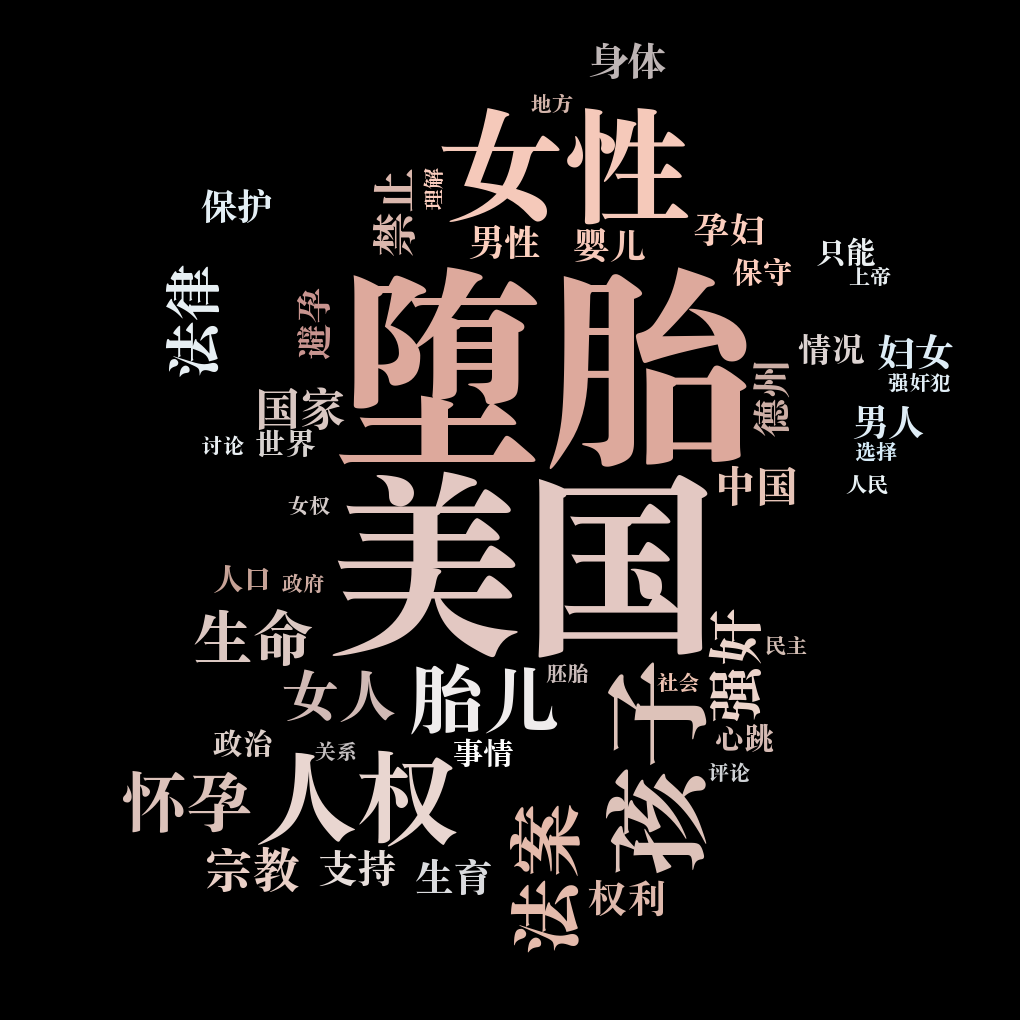 身体
地方
女性
禁止
理解
保护
男性
婴儿
孕妇
只能
保守
上帝
法律
避孕
堕胎
情况
妇女
德州
强奸犯
国家
男人
讨论
世界
选择
中国
人民
美国
女权
人口
政府
生命
强奸
民主
女人
胎儿
胚胎
孩子
社会
政治
关系
事情
心跳
怀孕
人权
评论
宗教
支持
生育
法案
权利